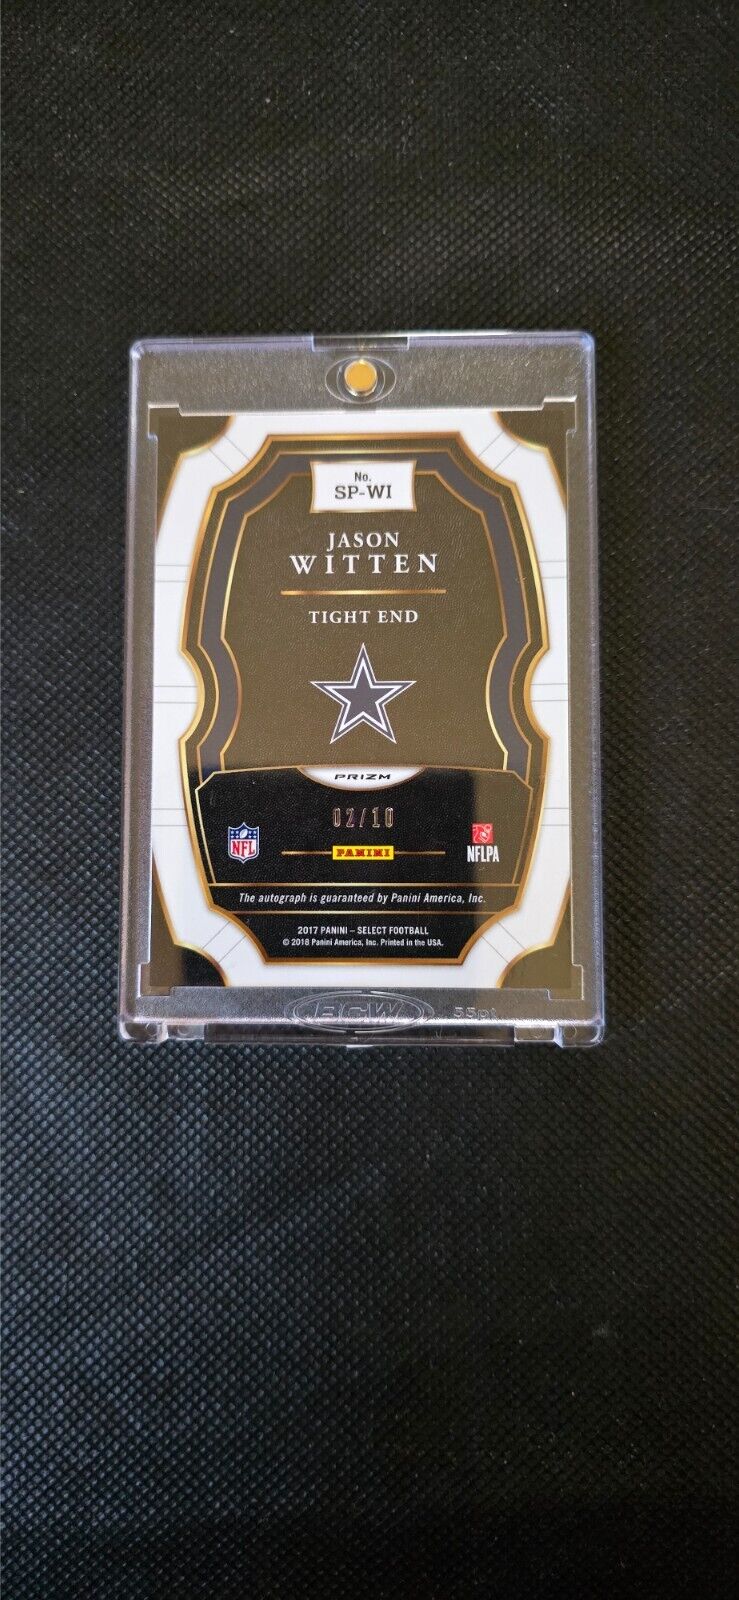 No.
SP-WI
JASON
WITTEN
TIGHT END
PRIZM
02/10
NFL
PANINI
NFLPA
The autograph is guaranteed by Panini America, Inc.
2017 PANINI – SELECT FOOTBALL
© 2018 Panini America, Inc. Printed in the USA.
BCW 55pt